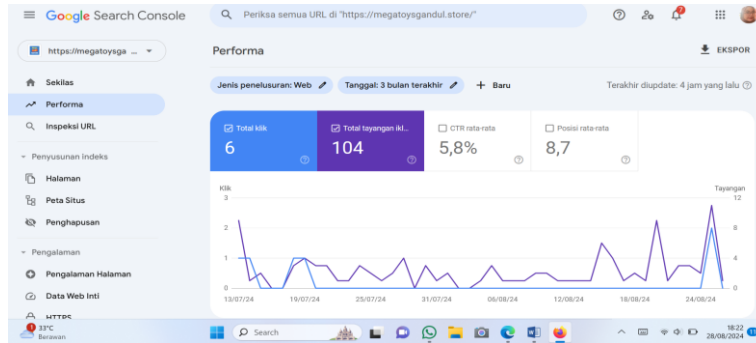 Google Search Console
Periksa semua URL di "https://megatoysgandul.store/"
https://megatoysga ...
Performa
EKSPOR
Sekilas
Performa
Inspeksi URL
Penyusunan indeks
Halaman
Peta Situs
Penghapusan
Pengalaman
Pengalaman Halaman
Data Web Inti
HTTPS
Jenis penelusuran: Web
Tanggal: 3 bulan terakhir
+ Baru
Terakhir diupdate: 4 jam yang lalu
Total klik
6
Total tayangan ikl...
104
CTR rata-rata
5,8%
Posisi rata-rata
8,7
Klik
Tayangan
3
2
1
0
12
8
4
0
13/07/24
19/07/24
25/07/24
31/07/24
06/08/24
12/08/24
18/08/24
24/08/24
33°C
Berawan
Search
18:22
28/08/2024